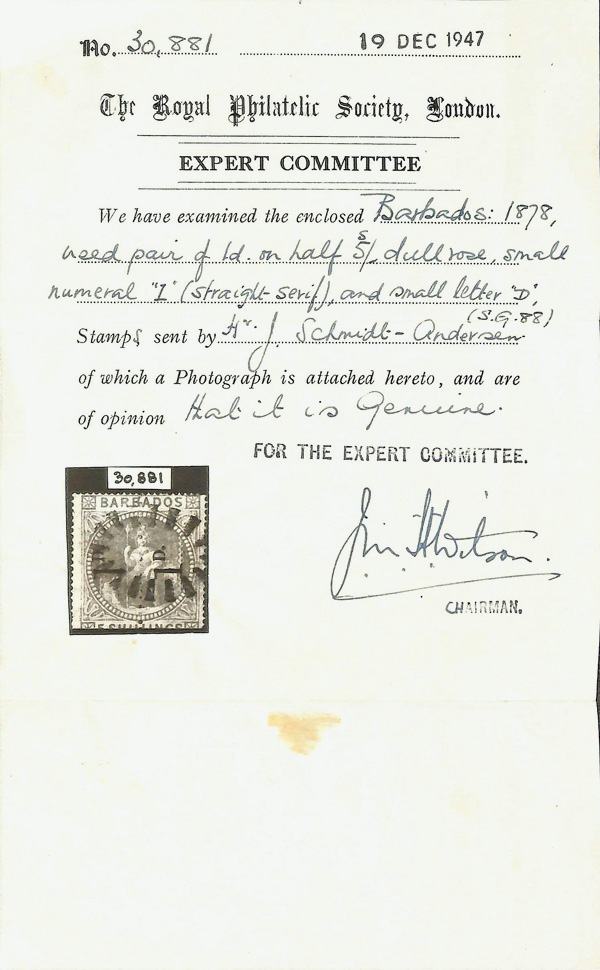 No. 30,881 19 DEC 1947
The Royal Philatelic Society, London.
EXPERT COMMITTEE
We have examined the enclosed Barbados: 1878,
used pair of 1d. on half 5s/, dull rose, small
numeral "1" (straight serif), and small letter "D",
(S.G. 88)
Stamps sent by Hr. J. Schmidt-Andersen
of which a Photograph is attached hereto, and are
of opinion that it is Genuine.
FOR THE EXPERT COMMITTEE.
30,881
BARBADOS
1 D.
5 SHILLINGS
CHAIRMAN.